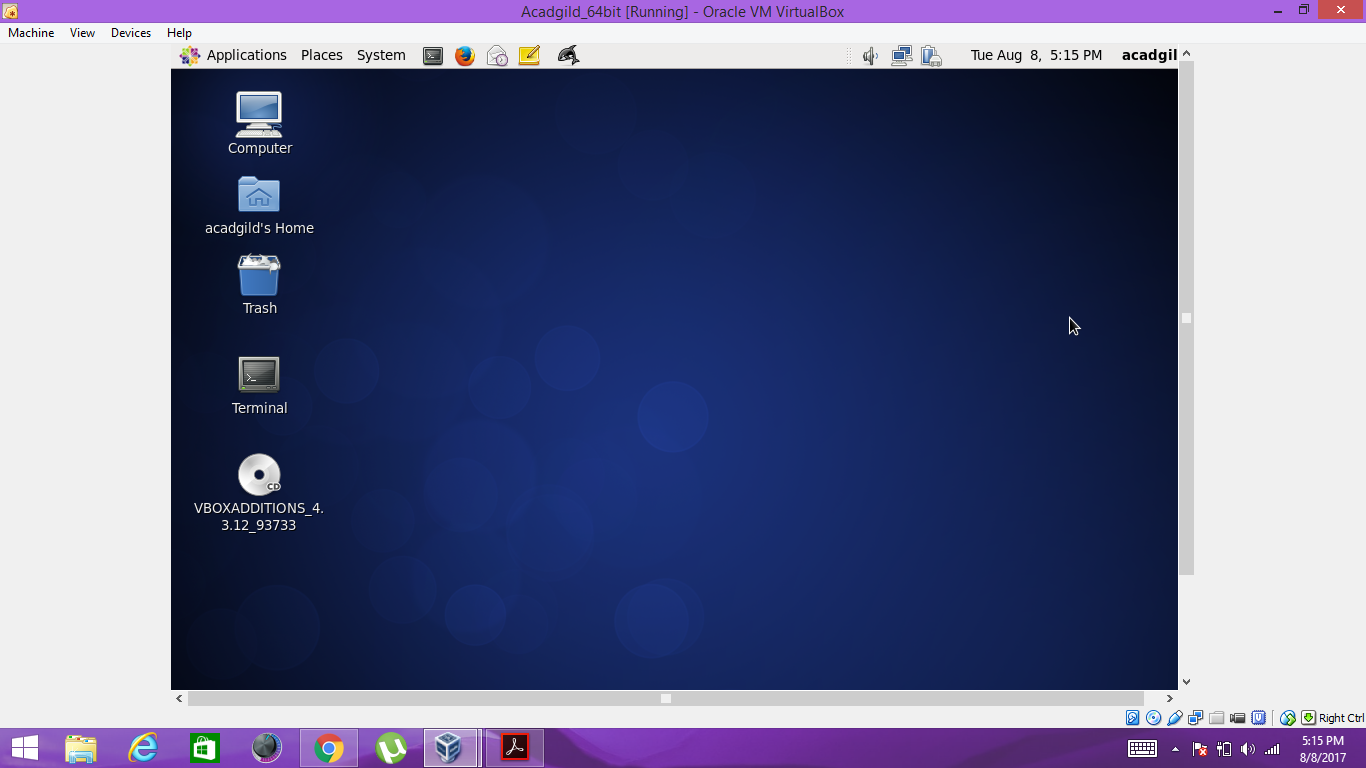 Acadgild_64bit [Running] - Oracle VM VirtualBox
Machine View Devices Help
Applications Places System Tue Aug 8, 5:15 PM acadgil
Computer
acadgild's Home
Trash
Terminal
VBOXADDITIONS_4.
3.12_93733
CD
Right Ctrl
5:15 PM
8/8/2017